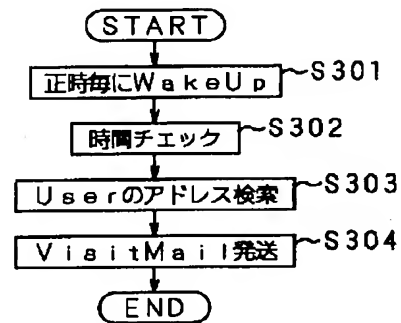 START
正時毎にWakeUp ~S301
時間チェック ~S302
Userのアドレス検索 ~S303
VisitMail発送 ~S304
END